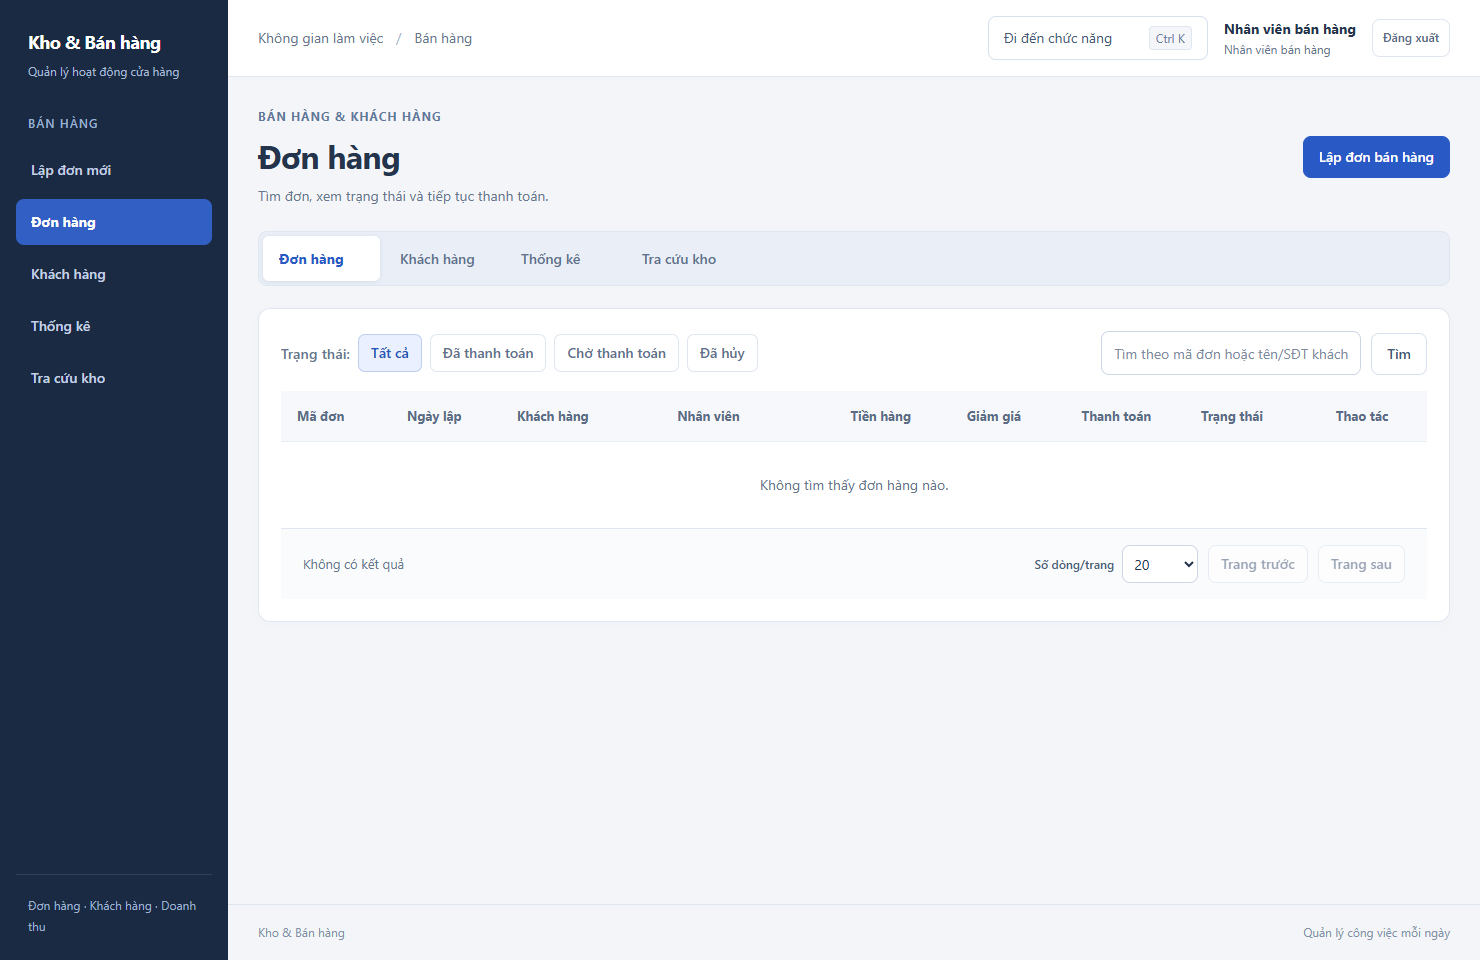 Kho & Bán hàng
Quản lý hoạt động cửa hàng
BÁN HÀNG
Lập đơn mới
Đơn hàng
Khách hàng
Thống kê
Tra cứu kho
Đơn hàng · Khách hàng · Doanh
thu
Không gian làm việc / Bán hàng
Đi đến chức năng Ctrl K
Nhân viên bán hàng
Nhân viên bán hàng
Đăng xuất
BÁN HÀNG & KHÁCH HÀNG
Đơn hàng
Tìm đơn, xem trạng thái và tiếp tục thanh toán.
Lập đơn bán hàng
Đơn hàng Khách hàng Thống kê Tra cứu kho
Trạng thái: Tất cả Đã thanh toán Chờ thanh toán Đã hủy Tìm theo mã đơn hoặc tên/SĐT khách Tìm
Mã đơn Ngày lập Khách hàng Nhân viên Tiền hàng Giảm giá Thanh toán Trạng thái Thao tác
Không tìm thấy đơn hàng nào.
Không có kết quả Số dòng/trang 20 Trang trước Trang sau
Kho & Bán hàng Quản lý công việc mỗi ngày